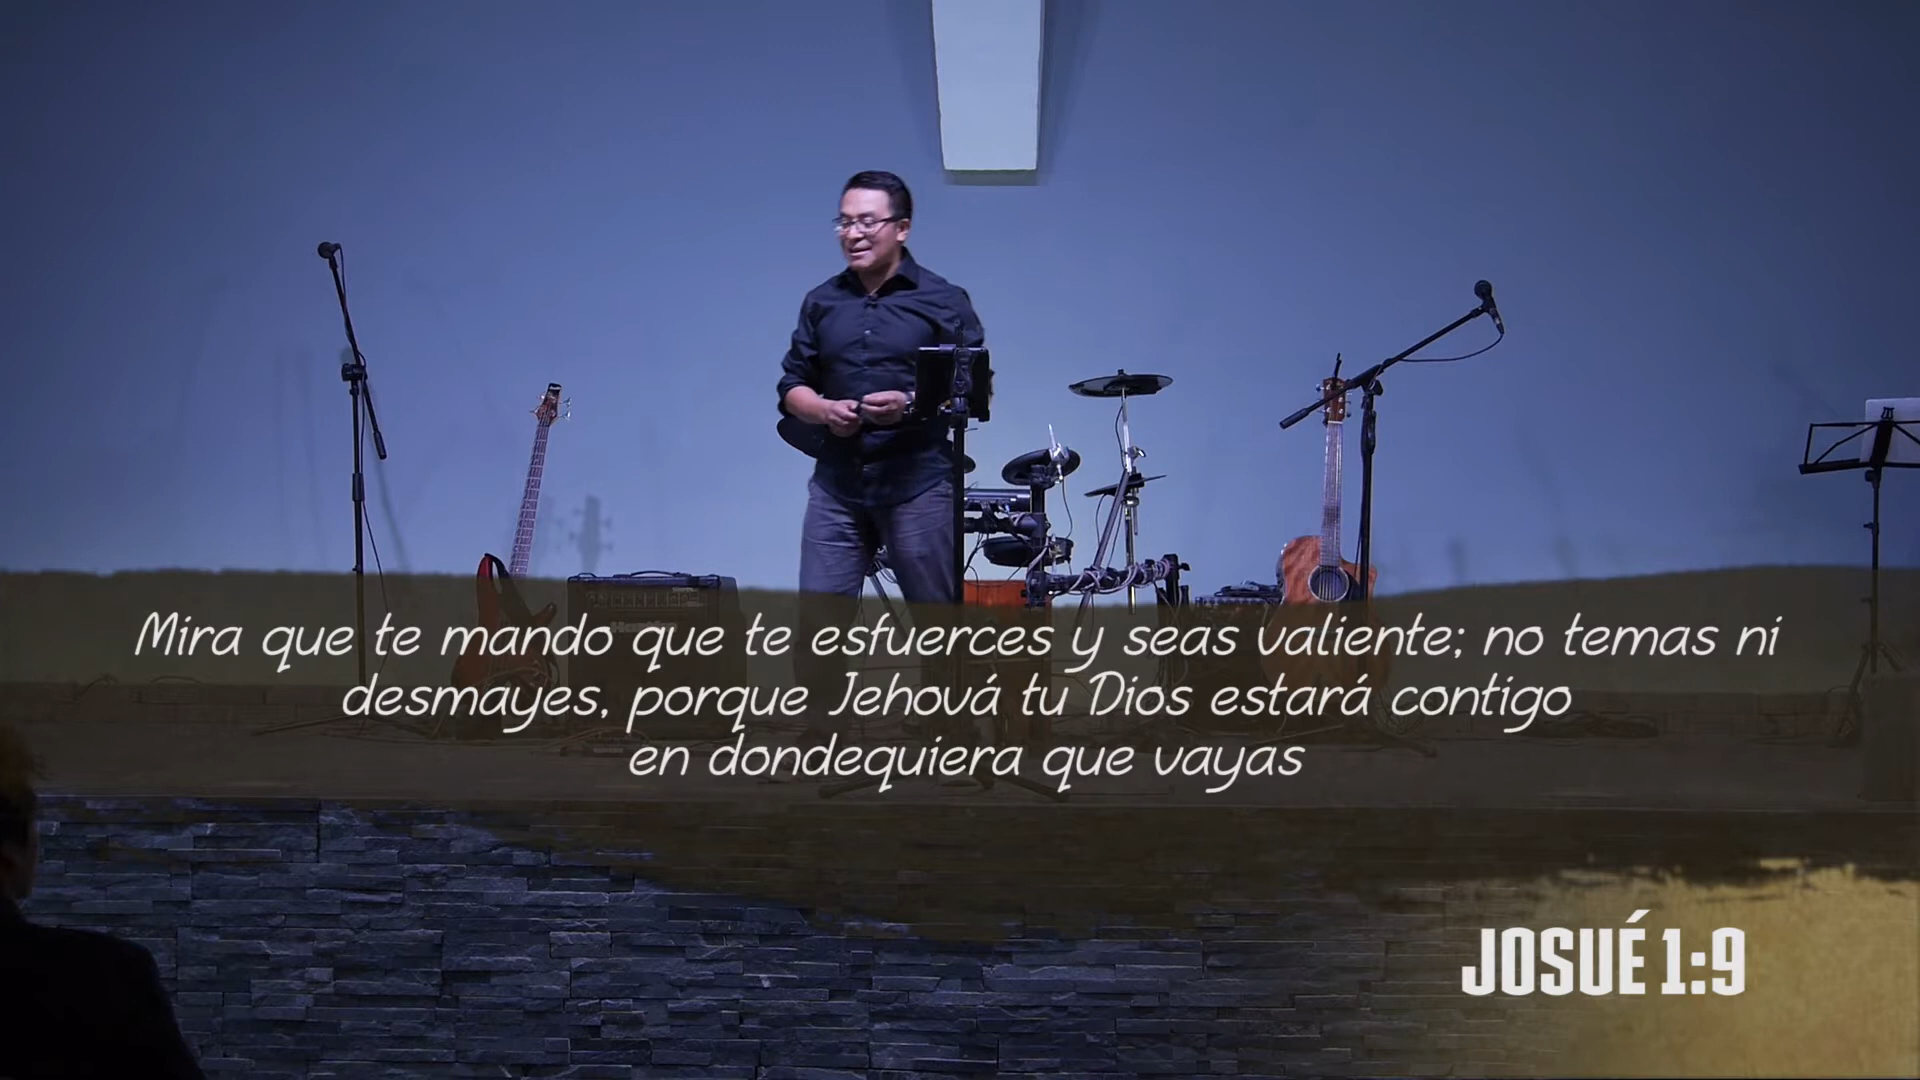 Mira que te mando que te esfuerces y seas valiente; no temas ni
desmayes, porque Jehová tu Dios estará contigo
en dondequiera que vayas
JOSUÉ 1:9